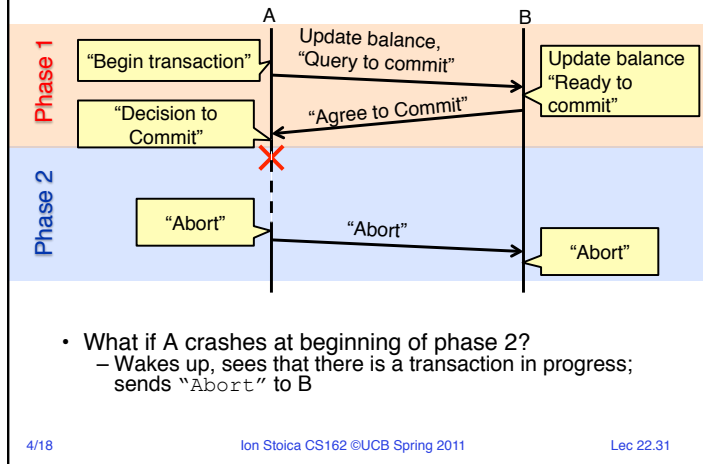 A
B
Phase 1
“Begin transaction”
Update balance,
“Query to commit”
Update balance
“Ready to
commit”
“Decision to
Commit”
“Agree to Commit”
Phase 2
“Abort”
“Abort”
“Abort”
• What if A crashes at beginning of phase 2?
– Wakes up, sees that there is a transaction in progress;
sends “Abort” to B
4/18
Ion Stoica CS162 ©UCB Spring 2011
Lec 22.31